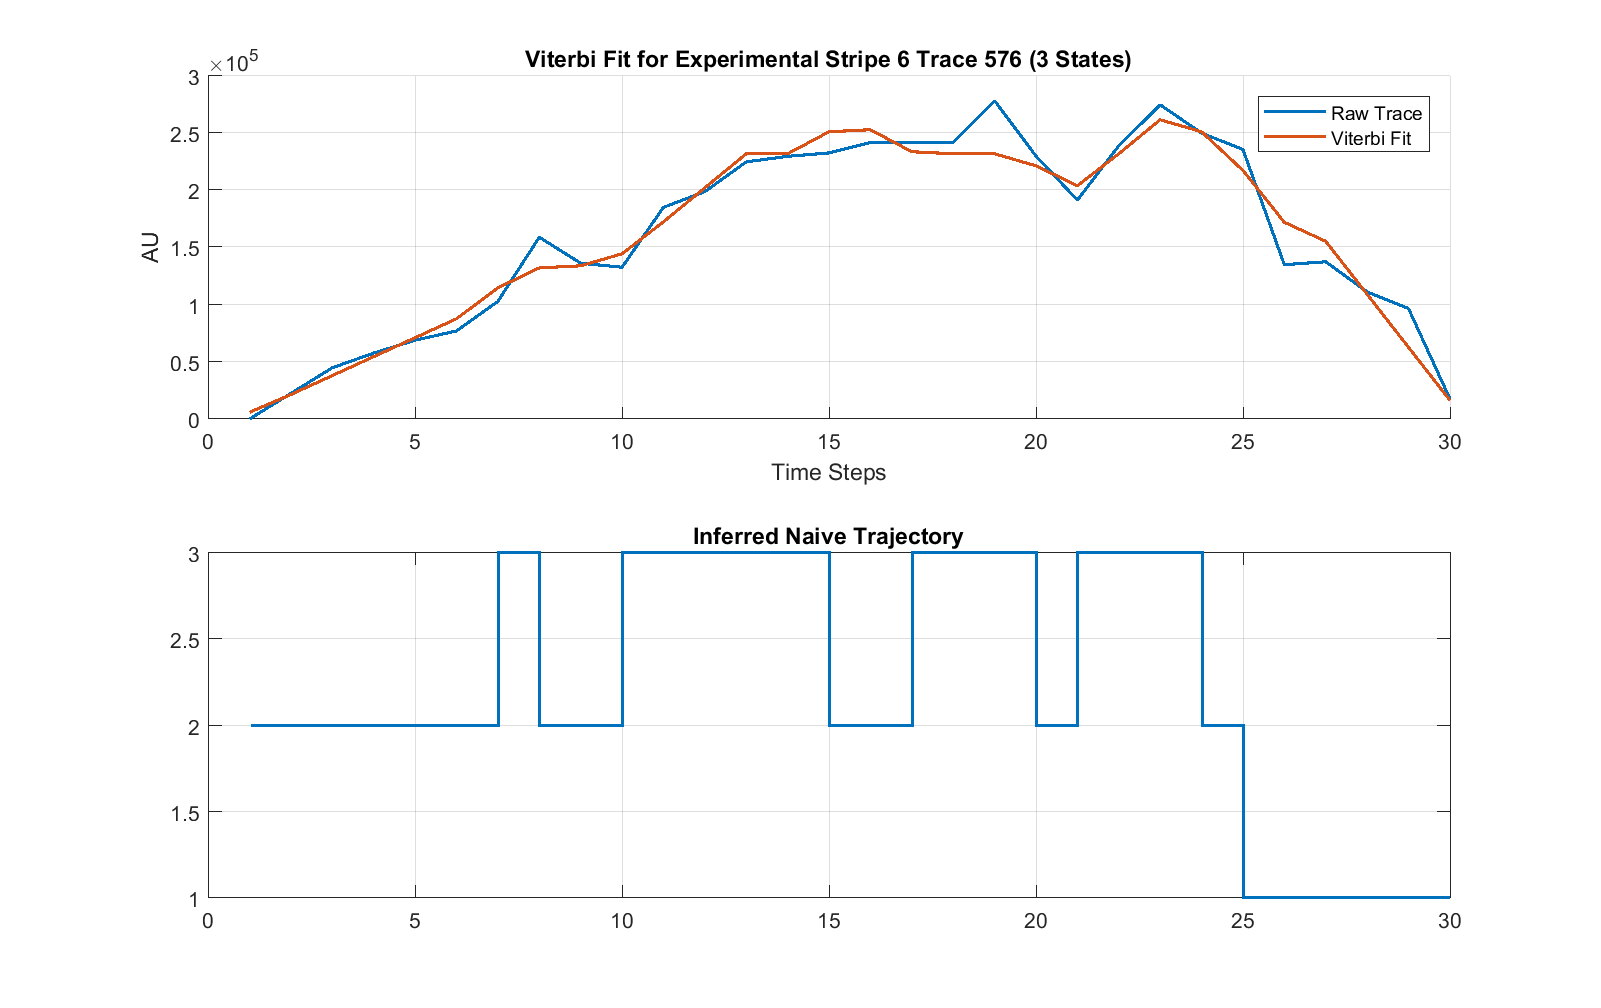 Viterbi Fit for Experimental Stripe 6 Trace 576 (3 States)
×10⁵
3
2.5
2
1.5
1
0.5
0
AU
Raw Trace
Viterbi Fit
0 5 10 15 20 25 30
Time Steps
Inferred Naive Trajectory
3
2.5
2
1.5
1
0 5 10 15 20 25 30